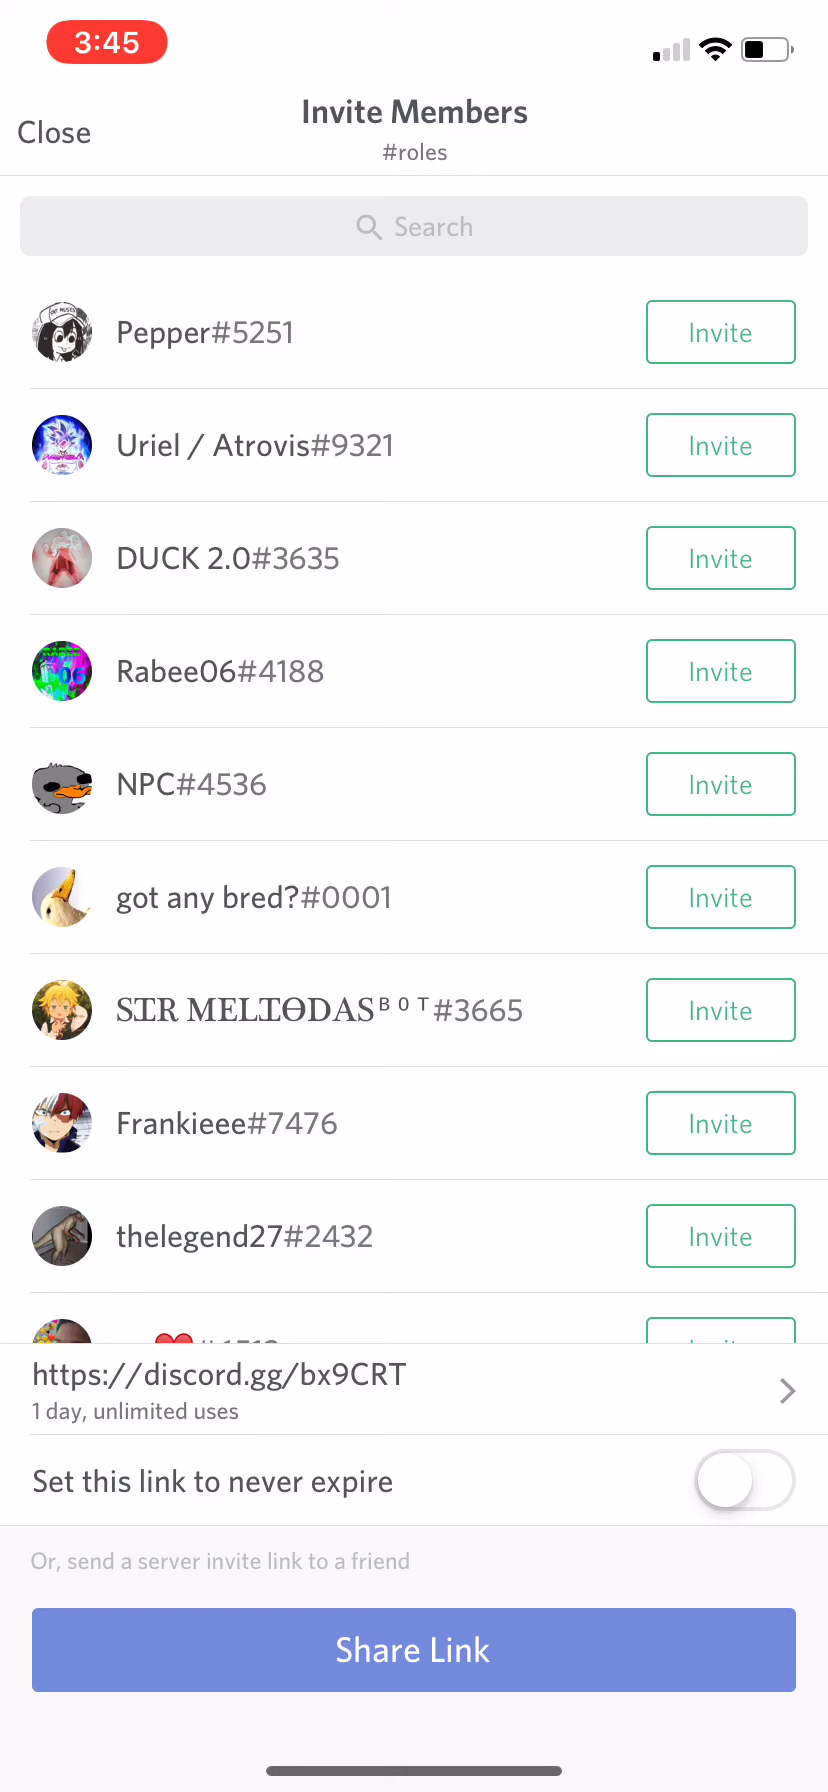 3:45
Invite Members
Close
#roles
Search
Pepper#5251
Invite
Uriel / Atrovis#9321
Invite
DUCK 2.0#3635
Invite
Rabee06#4188
Invite
NPC#4536
Invite
got any bred?#0001
Invite
SɪR MELɪꝊDASᴮ ⁰ ᵀ#3665
Invite
Frankieee#7476
Invite
thelegend27#2432
Invite
https://discord.gg/bx9CRT
1 day, unlimited uses
Set this link to never expire
Or, send a server invite link to a friend
Share Link